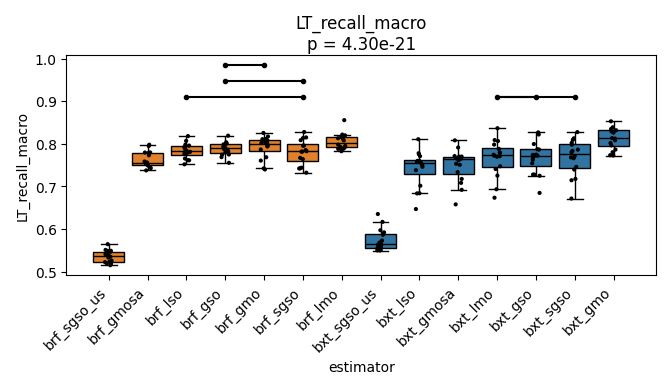 LT_recall_macro
p = 4.30e-21
LT_recall_macro
1.0
0.9
0.8
0.7
0.6
0.5
brf_sgso_us
brf_gmosa
brf_lso
brf_gso
brf_gmo
brf_sgso
brf_lmo
bxt_sgso_us
bxt_lso
bxt_gmosa
bxt_lmo
bxt_gso
bxt_sgso
bxt_gmo
estimator